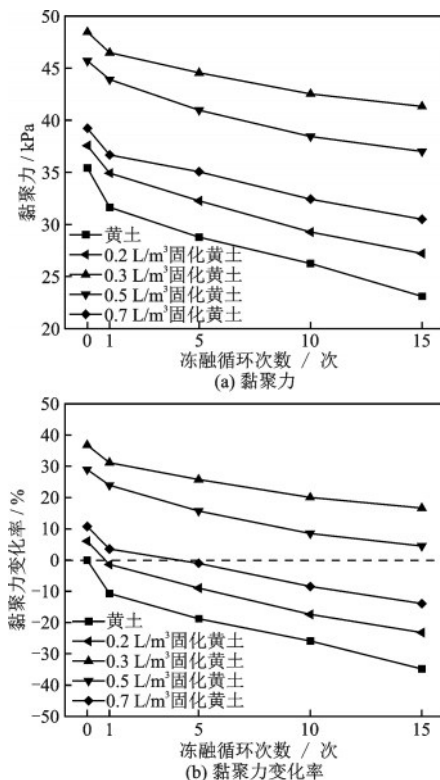 50
45
40
35
30
25
20
黏聚力 / kPa
黄土
0.2 L/m³固化黄土
0.3 L/m³固化黄土
0.5 L/m³固化黄土
0.7 L/m³固化黄土
0 1 5 10 15
冻融循环次数 / 次
(a) 黏聚力
50
40
30
20
10
0
−10
−20
−30
−40
−50
黏聚力变化率 / %
黄土
0.2 L/m³固化黄土
0.3 L/m³固化黄土
0.5 L/m³固化黄土
0.7 L/m³固化黄土
0 1 5 10 15
冻融循环次数 / 次
(b) 黏聚力变化率